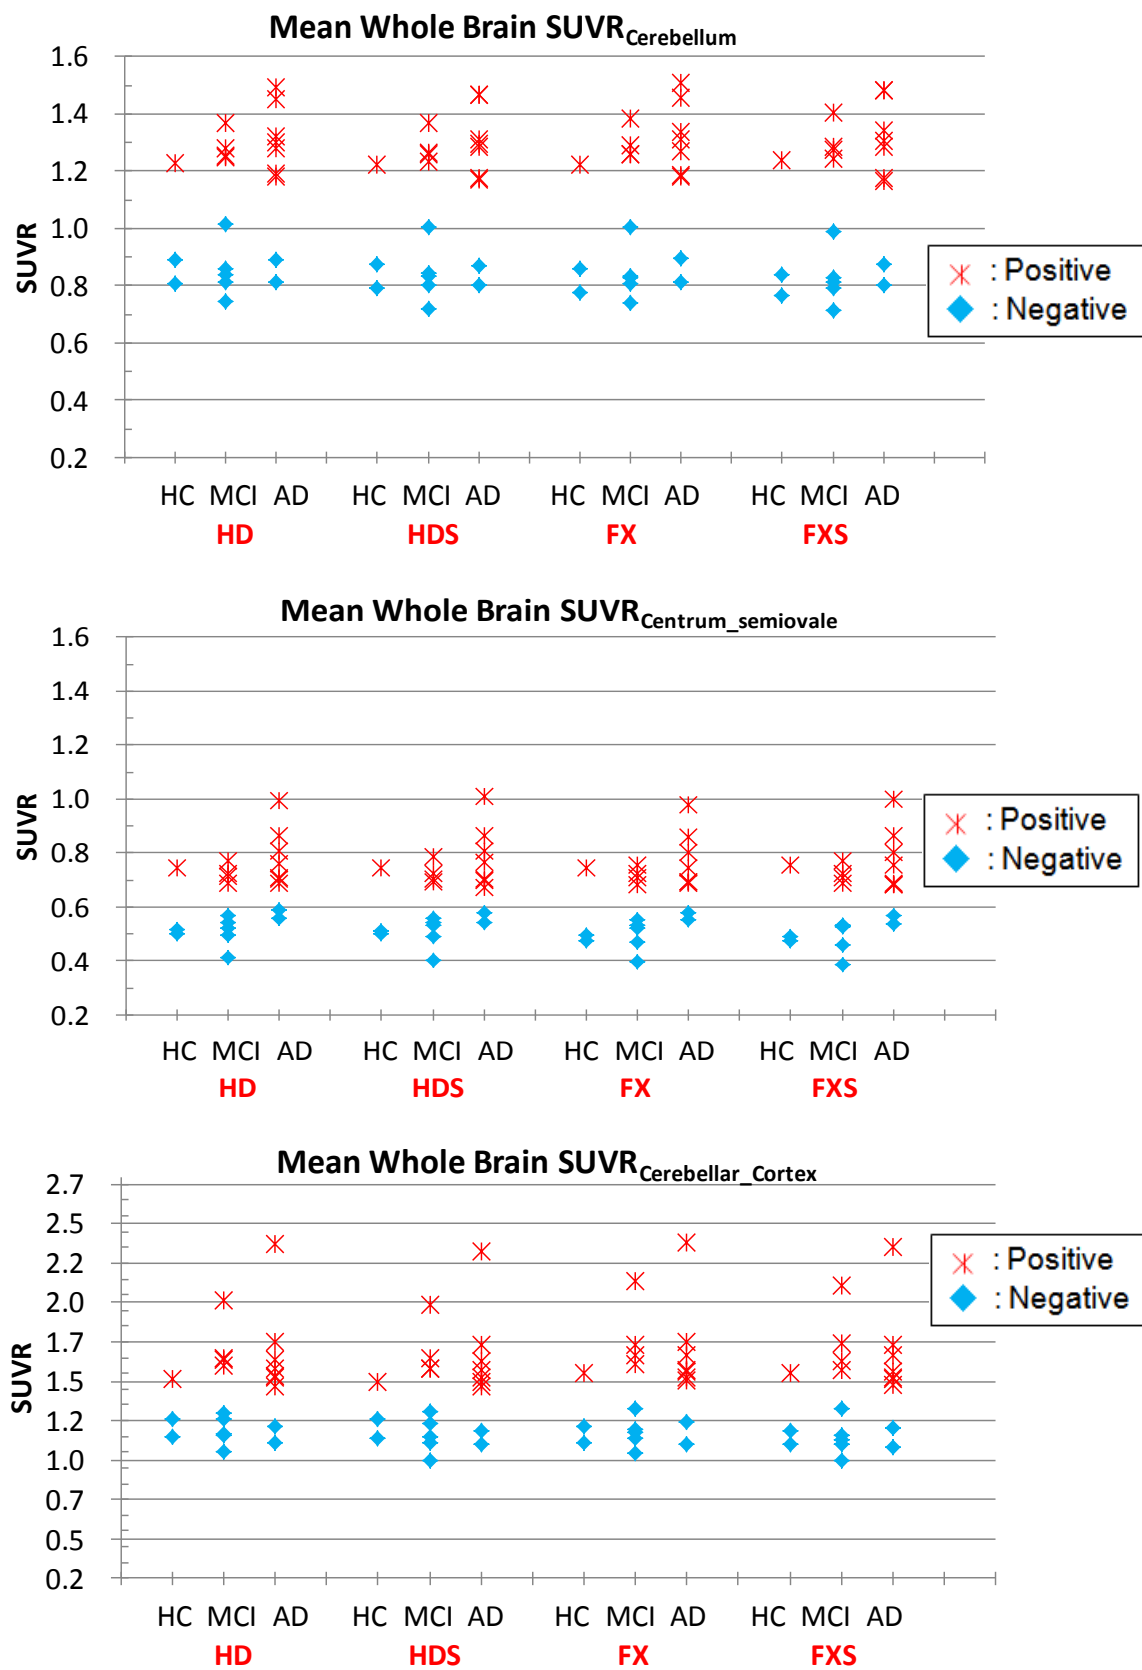 Mean Whole Brain SUVRCerebellum
1.6
1.4
1.2
1.0
0.8
0.6
0.4
0.2
SUVR
: Positive
: Negative
HC MCI AD HC MCI AD HC MCI AD HC MCI AD
HD HDS FX FXS
Mean Whole Brain SUVRCentrum_semiovale
1.6
1.4
1.2
1.0
0.8
0.6
0.4
0.2
SUVR
: Positive
: Negative
HC MCI AD HC MCI AD HC MCI AD HC MCI AD
HD HDS FX FXS
Mean Whole Brain SUVRCerebellar_Cortex
2.7
2.5
2.2
2.0
1.7
1.5
1.2
1.0
0.7
0.5
0.2
SUVR
: Positive
: Negative
HC MCI AD HC MCI AD HC MCI AD HC MCI AD
HD HDS FX FXS